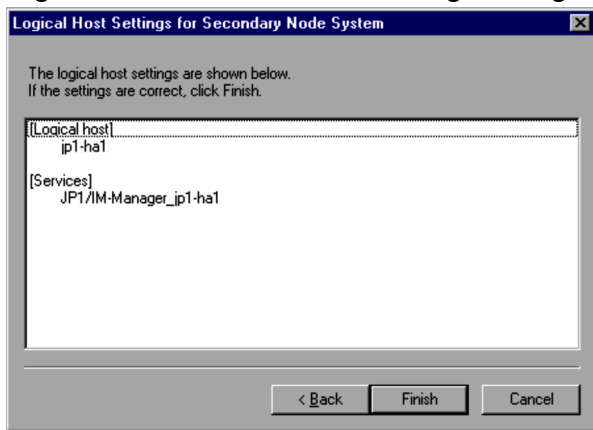 Logical Host Settings for Secondary Node System
The logical host settings are shown below.
If the settings are correct, click Finish.
[Logical host]
jp1-ha1
[Services]
JP1/IM-Manager_jp1-ha1
< Back
Finish
Cancel